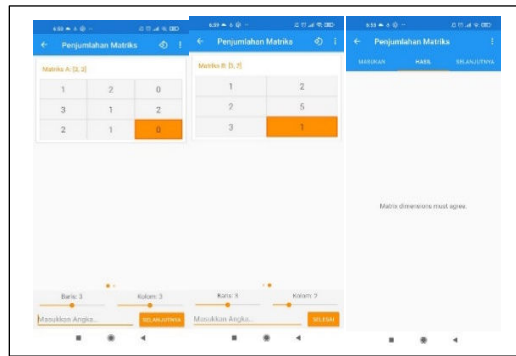 Penjumlahan Matriks
Matriks A: [3, 3]
1 2 0
3 1 2
2 1 0
Baris: 3 Kolom: 3
Masukkan Angka...
SELANJUTNYA
Penjumlahan Matriks
Matriks B: [3, 2]
1 2
2 5
3 1
Baris: 3 Kolom: 2
Masukkan Angka...
SELESAI
Penjumlahan Matriks
MASUKAN HASIL SELANJUTNYA
Matrix dimensions must agree.